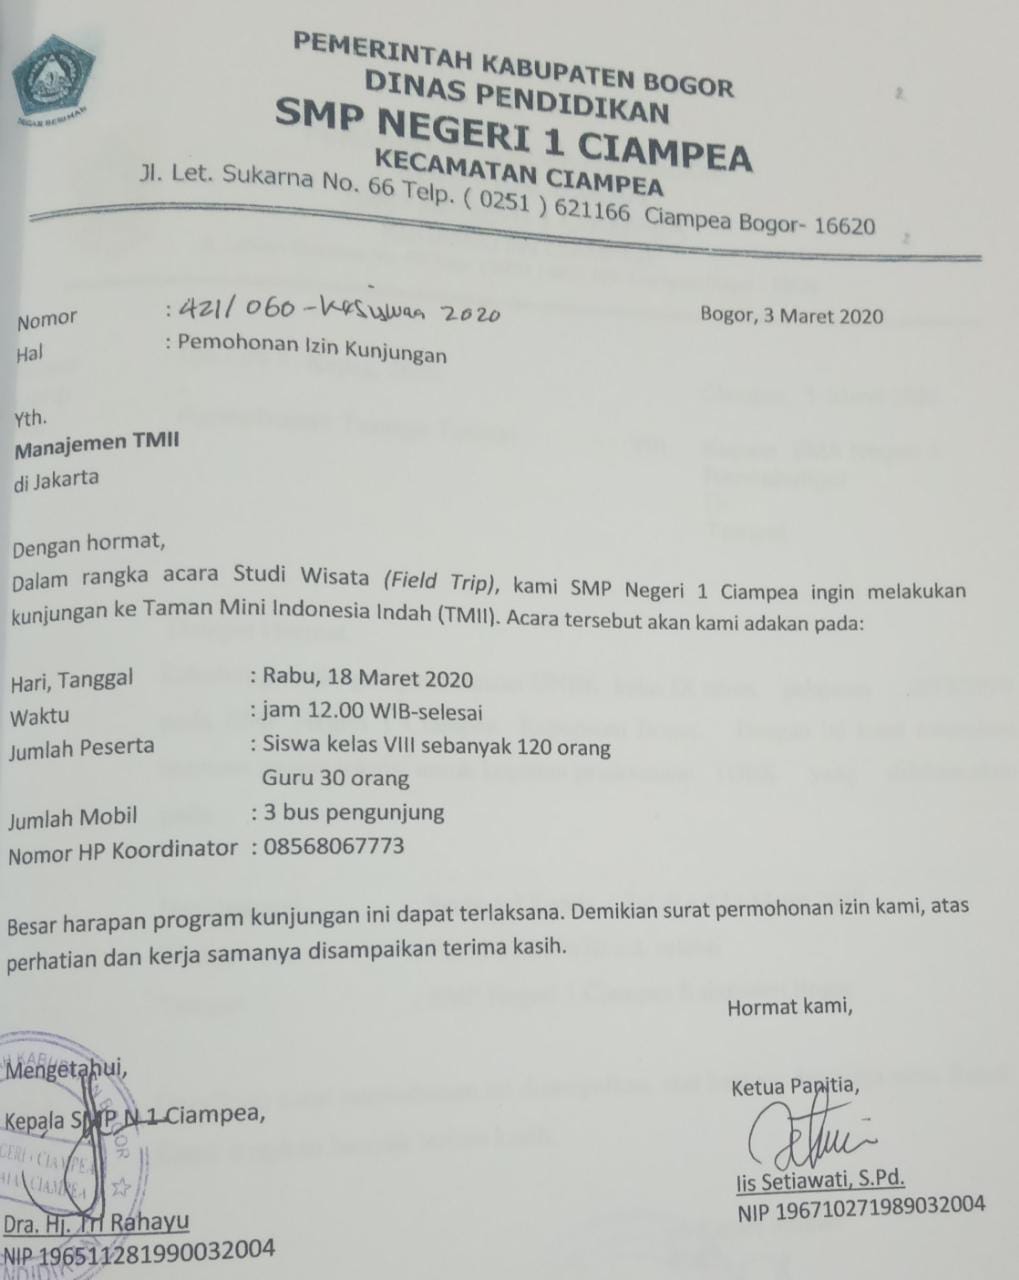 PEMERINTAH KABUPATEN BOGOR
DINAS PENDIDIKAN
SMP NEGERI 1 CIAMPEA
KECAMATAN CIAMPEA
Jl. Let. Sukarna No. 66 Telp. ( 0251 ) 621166 Ciampea Bogor- 16620
Nomor : 421/ 060 - Kesiswaan 2020
Bogor, 3 Maret 2020
Hal : Pemohonan Izin Kunjungan
Yth.
Manajemen TMII
di Jakarta
Dengan hormat,
Dalam rangka acara Studi Wisata (Field Trip), kami SMP Negeri 1 Ciampea ingin melakukan
kunjungan ke Taman Mini Indonesia Indah (TMII). Acara tersebut akan kami adakan pada:
Hari, Tanggal : Rabu, 18 Maret 2020
Waktu : jam 12.00 WIB-selesai
Jumlah Peserta : Siswa kelas VIII sebanyak 120 orang
Guru 30 orang
Jumlah Mobil : 3 bus pengunjung
Nomor HP Koordinator : 08568067773
Besar harapan program kunjungan ini dapat terlaksana. Demikian surat permohonan izin kami, atas
perhatian dan kerja samanya disampaikan terima kasih.
Hormat kami,
Mengetahui,
Ketua Panitia,
Kepala SMP N 1 Ciampea,
Iis Setiawati, S.Pd.
NIP 196710271989032004
Dra. Hj. Tri Rahayu
NIP 196511281990032004